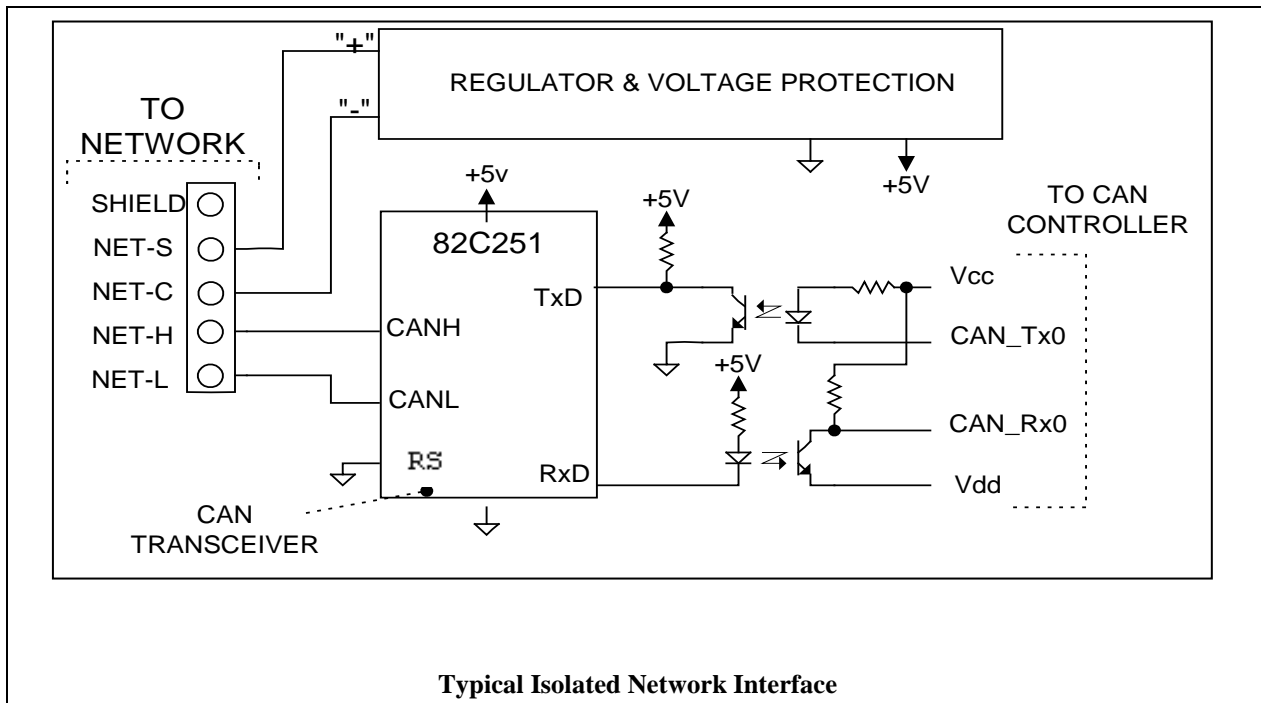 "+"
REGULATOR & VOLTAGE PROTECTION
"-"
TO
NETWORK
+5V
+5v
+5V
TO CAN
CONTROLLER
SHIELD
NET-S
NET-C
NET-H
NET-L
82C251
TxD
CANH
CANL
RS
RxD
Vcc
CAN_Tx0
+5V
CAN_Rx0
Vdd
CAN
TRANSCEIVER
Typical Isolated Network Interface